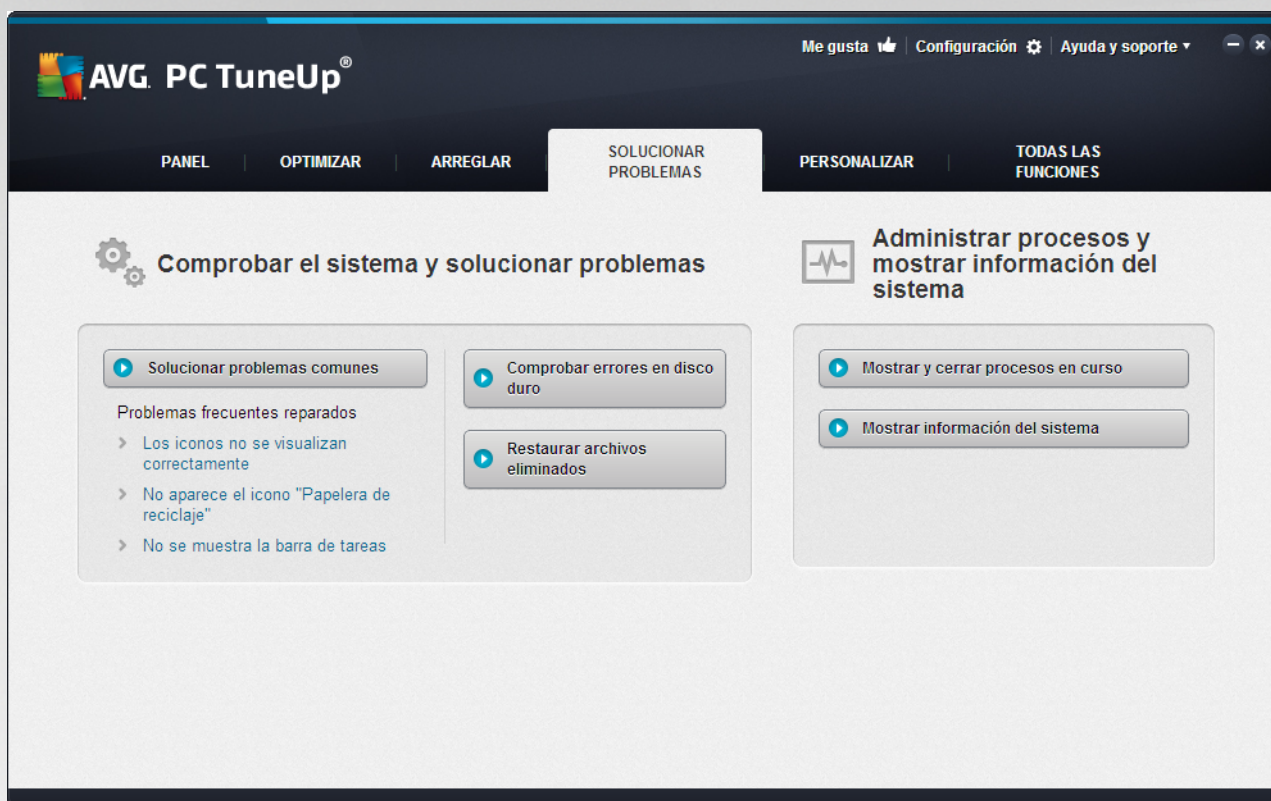 Me gusta
Configuración
Ayuda y soporte
AVG. PC TuneUp®
PANEL
OPTIMIZAR
ARREGLAR
SOLUCIONAR
PROBLEMAS
PERSONALIZAR
TODAS LAS
FUNCIONES
Comprobar el sistema y solucionar problemas
Solucionar problemas comunes
Problemas frecuentes reparados
Los iconos no se visualizan
correctamente
No aparece el icono "Papelera de
reciclaje"
No se muestra la barra de tareas
Comprobar errores en disco
duro
Restaurar archivos
eliminados
Administrar procesos y
mostrar información del
sistema
Mostrar y cerrar procesos en curso
Mostrar información del sistema